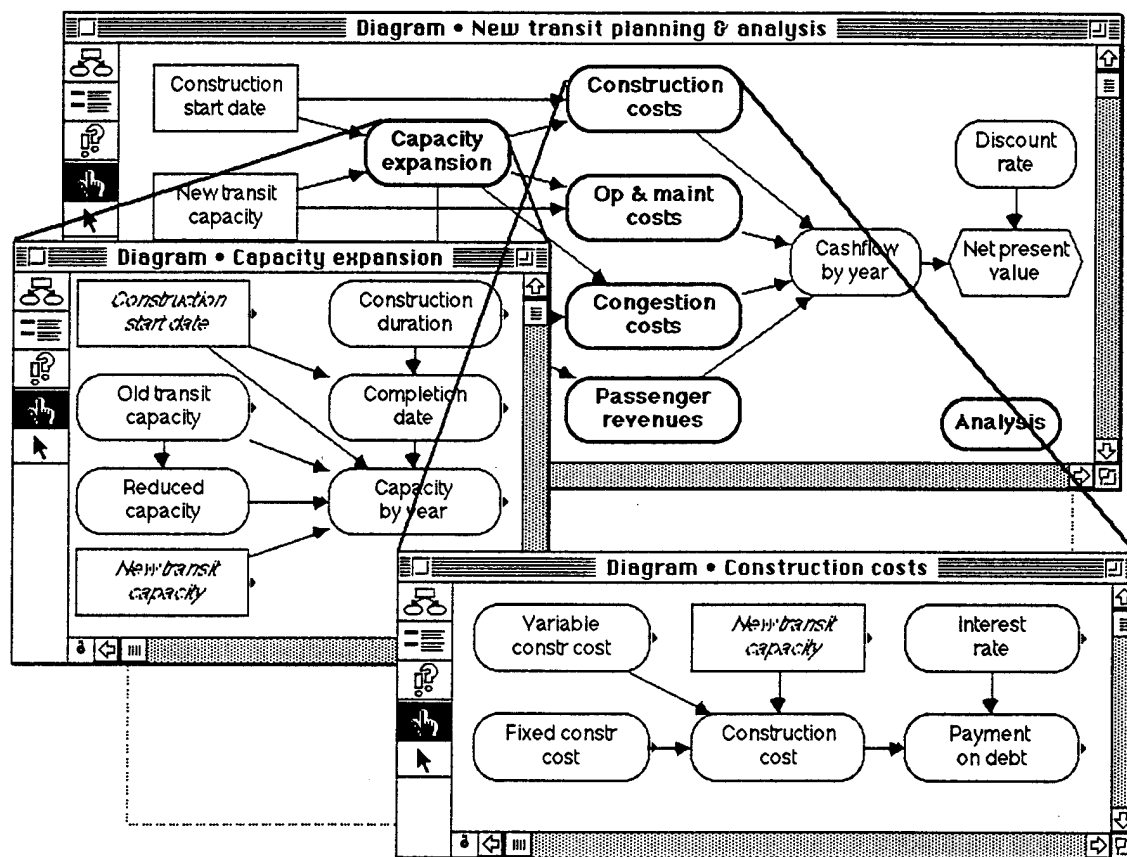 Diagram • New transit planning & analysis
Construction
start date
Construction
costs
Capacity
expansion
Discount
rate
New transit
capacity
Op & maint
costs
Cashflow
by year
Net present
value
Congestion
costs
Passenger
revenues
Analysis
Diagram • Capacity expansion
Construction
start date
Construction
duration
Old transit
capacity
Completion
date
Reduced
capacity
Capacity
by year
New transit
capacity
Diagram • Construction costs
Variable
constr cost
New transit
capacity
Interest
rate
Fixed constr
cost
Construction
cost
Payment
on debt